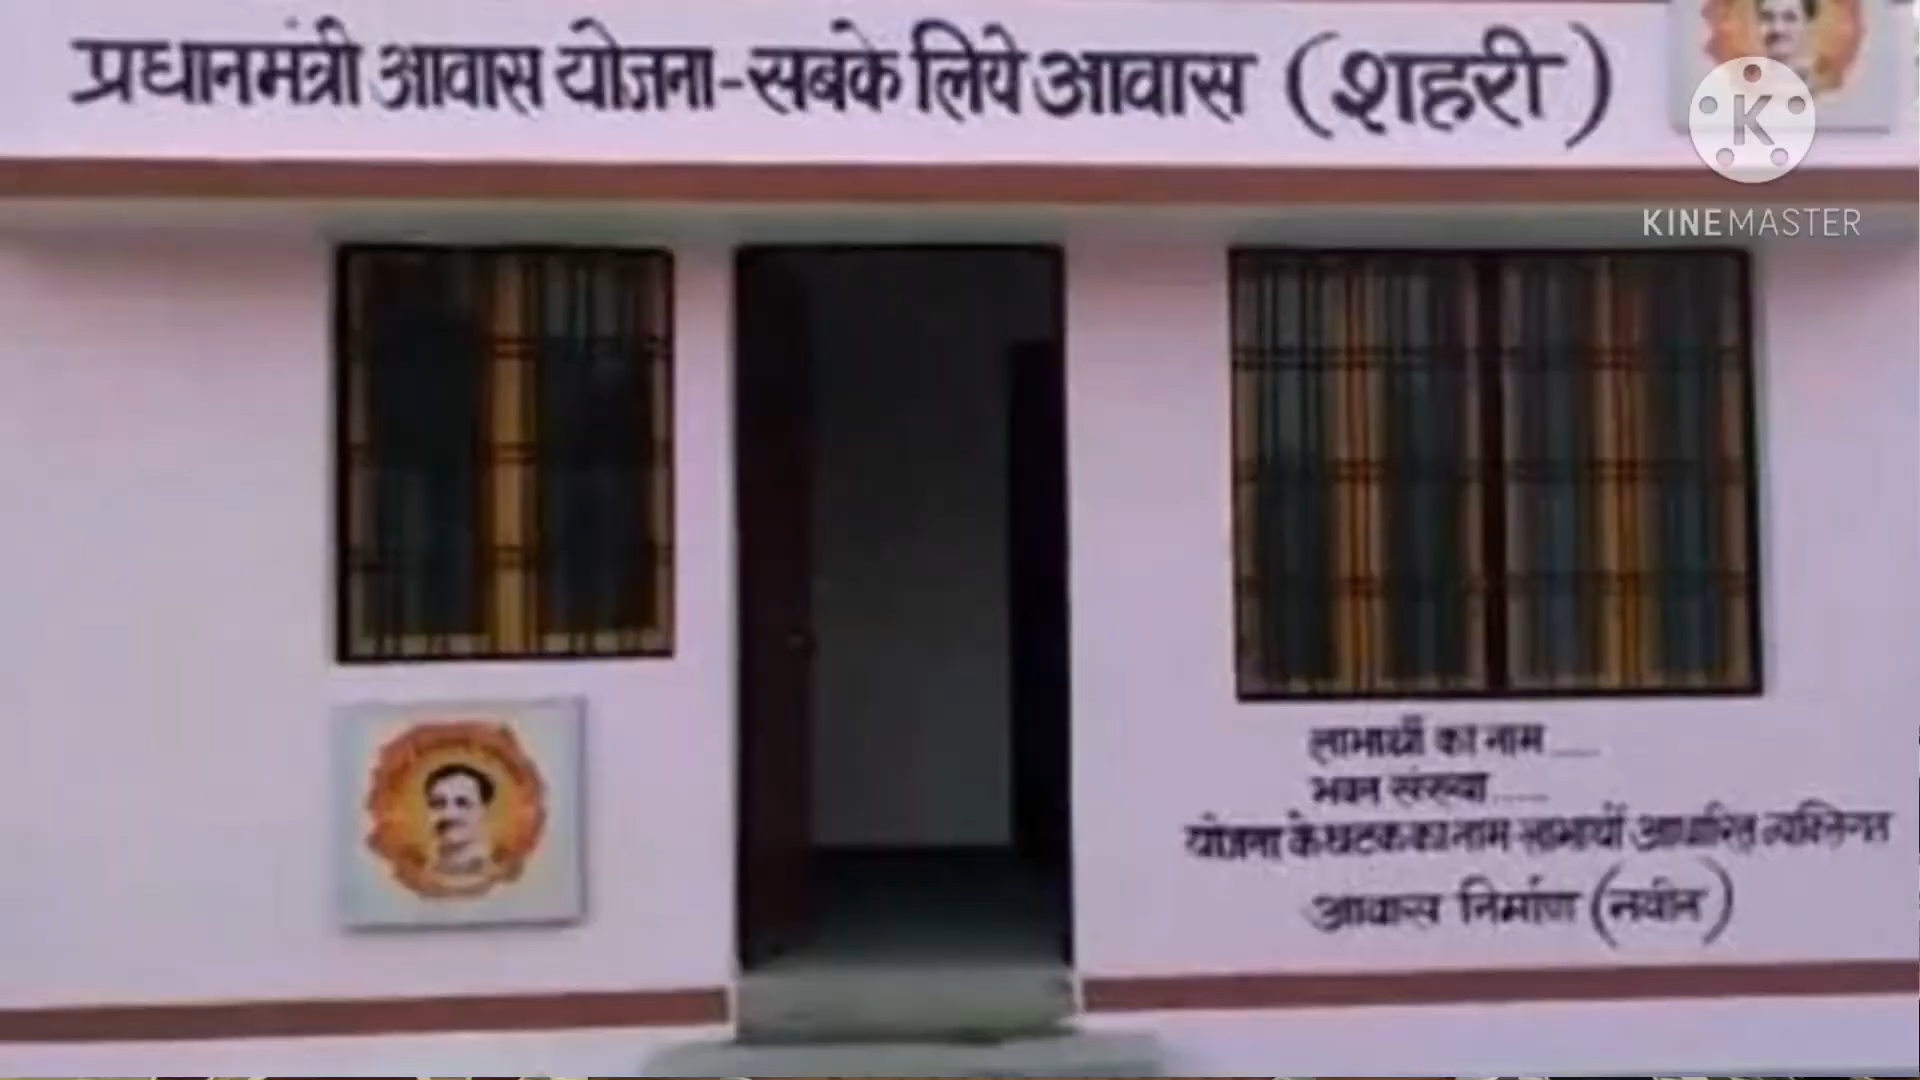 प्रधानमंत्री आवास योजना-सबके लिये आवास (शहरी)
KINEMASTER
लाभार्थी का नाम.....
भवन संख्या.....
योजना के घटक का नाम-लाभार्थी आधारित व्यक्तिगत
आवास निर्माण (नवीन)